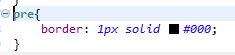 pre{
border: 1px solid #000;
}